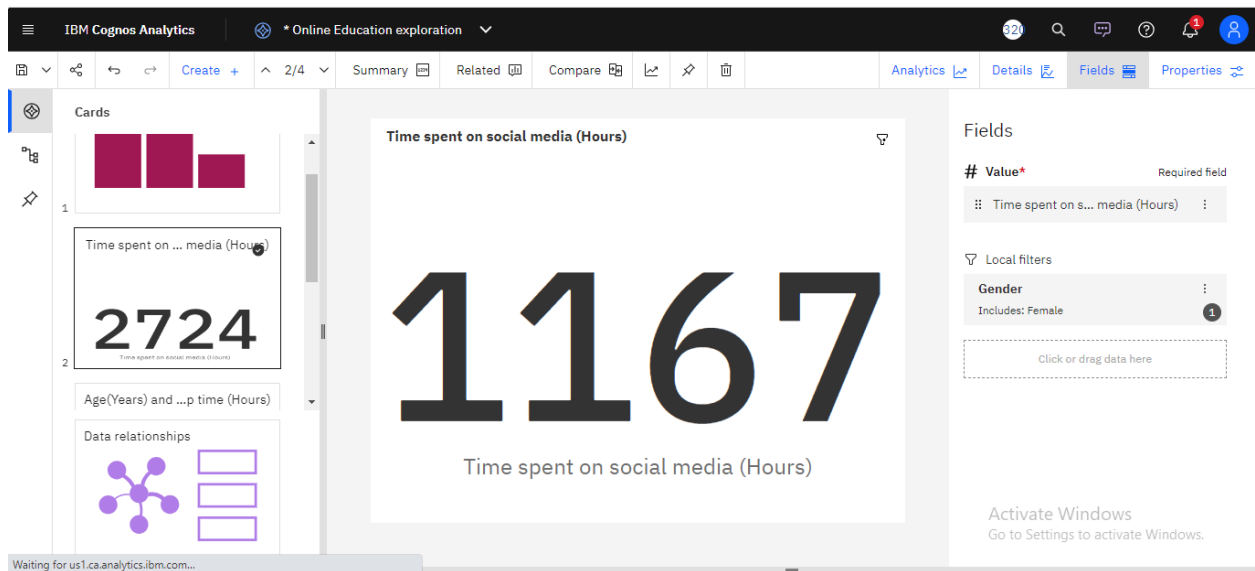 IBM Cognos Analytics
* Online Education exploration
320
1
Create +
2/4
Summary
Related
Compare
Analytics
Details
Fields
Properties
Cards
1
Time spent on ... media (Hours)
2724
Time spent on social media (Hours)
2
Age(Years) and ...p time (Hours)
Data relationships
Time spent on social media (Hours)
1167
Time spent on social media (Hours)
Fields
# Value*
Required field
Time spent on s... media (Hours)
Local filters
Gender
Includes: Female
1
Click or drag data here
Activate Windows
Go to Settings to activate Windows.
Waiting for us1.ca.analytics.ibm.com...